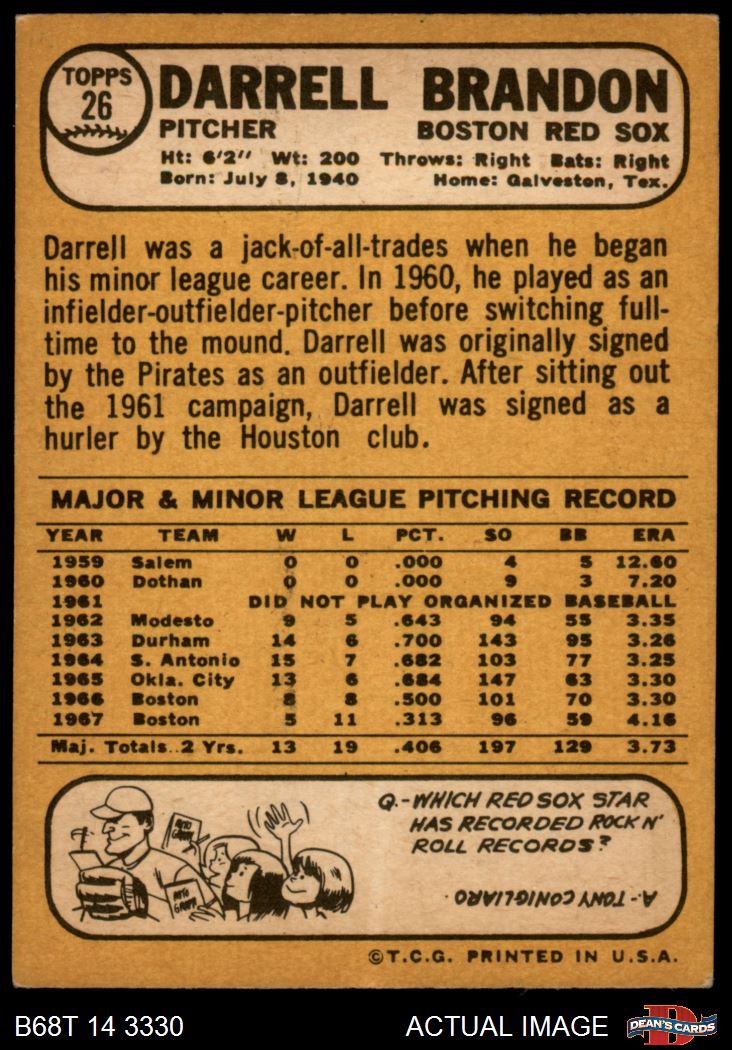 TOPPS
26
DARRELL BRANDON
PITCHER BOSTON RED SOX
Ht: 6'2" Wt: 200 Throws: Right Bats: Right
Born: July 8, 1940 Home: Galveston, Tex.
Darrell was a jack-of-all-trades when he began
his minor league career. In 1960, he played as an
infielder-outfielder-pitcher before switching full-
time to the mound. Darrell was originally signed
by the Pirates as an outfielder. After sitting out
the 1961 campaign, Darrell was signed as a
hurler by the Houston club.
MAJOR & MINOR LEAGUE PITCHING RECORD
YEAR TEAM W L PCT. SO BB ERA
1959 Salem 0 0 .000 4 5 12.60
1960 Dothan 0 0 .000 9 3 7.20
1961 DID NOT PLAY ORGANIZED BASEBALL
1962 Modesto 9 5 .643 94 55 3.35
1963 Durham 14 6 .700 143 95 3.26
1964 S. Antonio 15 7 .682 103 77 3.25
1965 Okla. City 13 6 .684 147 63 3.30
1966 Boston 8 8 .500 101 70 3.30
1967 Boston 5 11 .313 96 59 4.16
Maj. Totals..2 Yrs. 13 19 .406 197 129 3.73
AUTO
GRAPH
AUTO
GRAPH
Q.-WHICH RED SOX STAR
HAS RECORDED ROCK N'
ROLL RECORDS?
A.-TONY CONIGLIARO.
©T.C.G. PRINTED IN U.S.A.
B68T 14 3330 ACTUAL IMAGE
DEAN'S CARDS